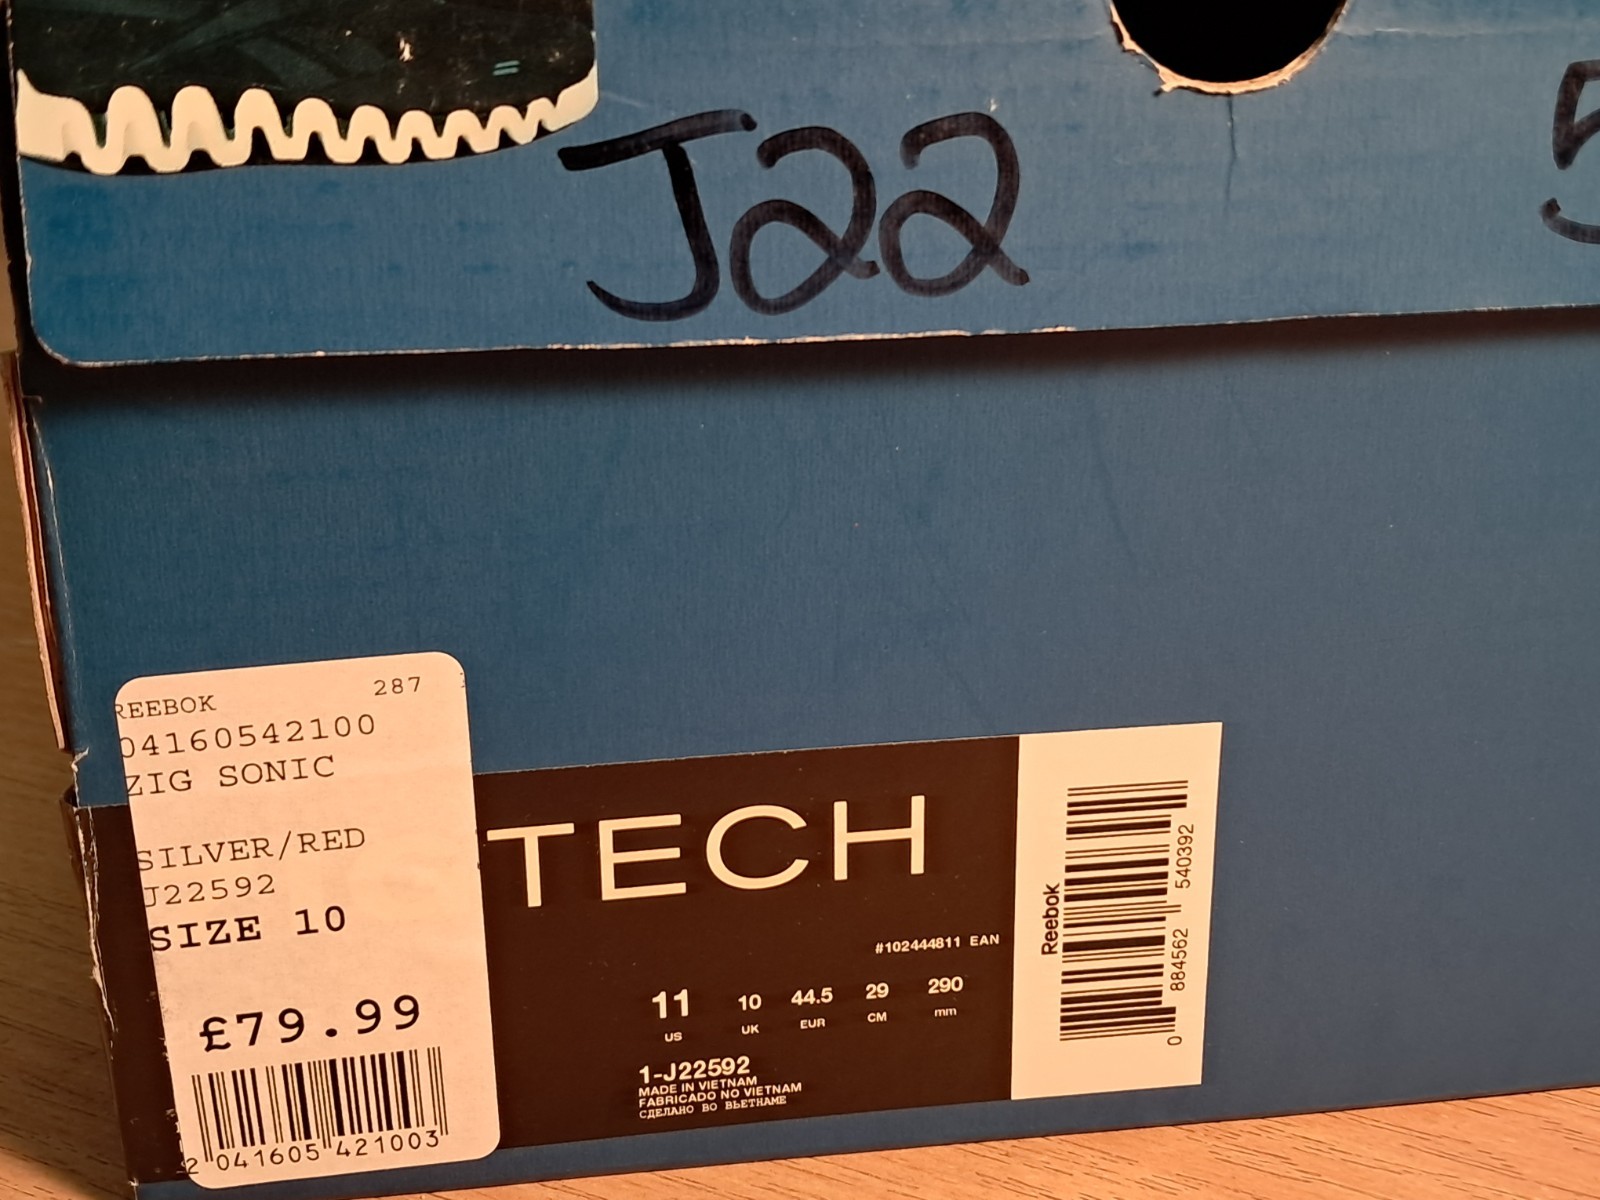 J22 5
REEBOK 287
04160542100
ZIG SONIC
SILVER/RED
J22592
SIZE 10
£79.99
2 041605 421003
TECH
#102444811 EAN
11 10 44.5 29 290
US UK EUR CM mm
1-J22592
MADE IN VIETNAM
FABRICADO NO VIETNAM
СДЕЛАНО ВО ВЬЕТНАМЕ
Reebok
0 884562 540392